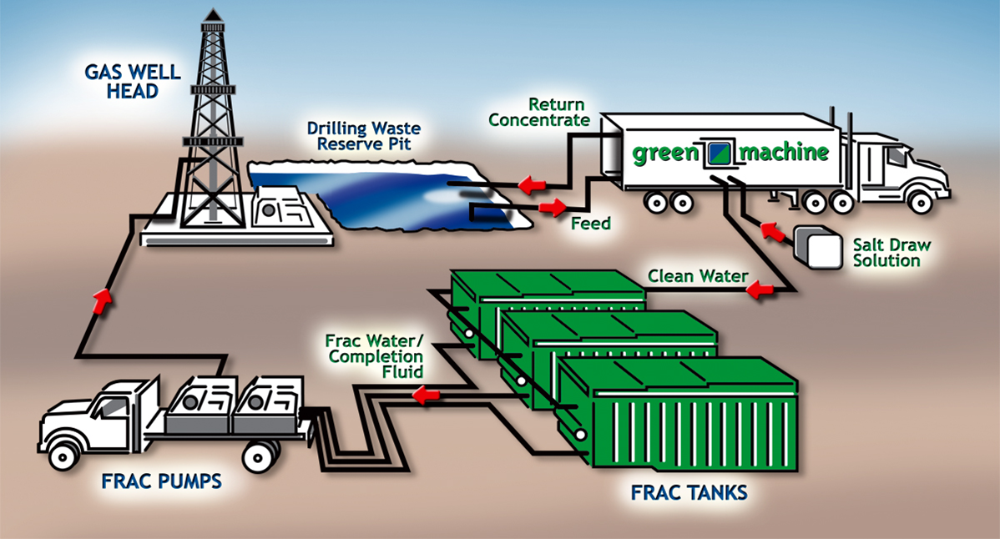 GAS WELL
HEAD
Drilling Waste
Reserve Pit
Return
Concentrate
green machine
Feed
Salt Draw
Solution
Clean Water
Frac Water/
Completion
Fluid
FRAC PUMPS
FRAC TANKS